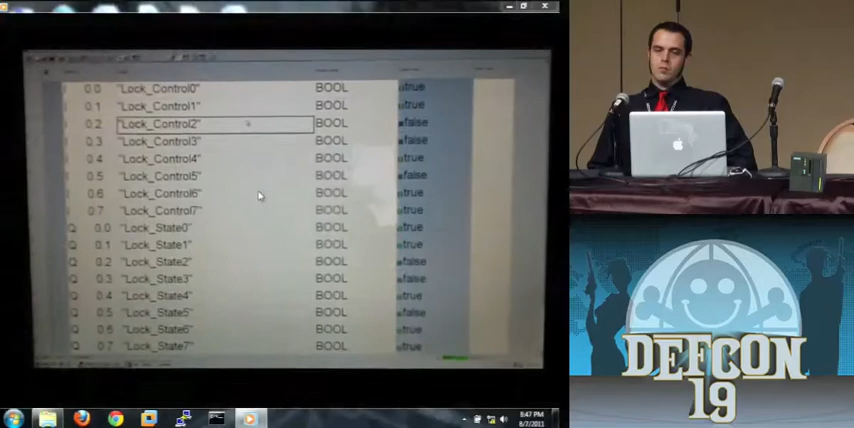 0.0 "Lock_Control0" BOOL true
0.1 "Lock_Control1" BOOL true
0.2 "Lock_Control2" BOOL false
0.3 "Lock_Control3" BOOL false
0.4 "Lock_Control4" BOOL true
0.5 "Lock_Control5" BOOL false
0.6 "Lock_Control6" BOOL true
0.7 "Lock_Control7" BOOL true
Q 0.0 "Lock_State0" BOOL true
Q 0.1 "Lock_State1" BOOL true
Q 0.2 "Lock_State2" BOOL false
Q 0.3 "Lock_State3" BOOL false
Q 0.4 "Lock_State4" BOOL true
Q 0.5 "Lock_State5" BOOL false
Q 0.6 "Lock_State6" BOOL true
Q 0.7 "Lock_State7" BOOL true
5:47 PM
8/7/2011
DEFCON
19